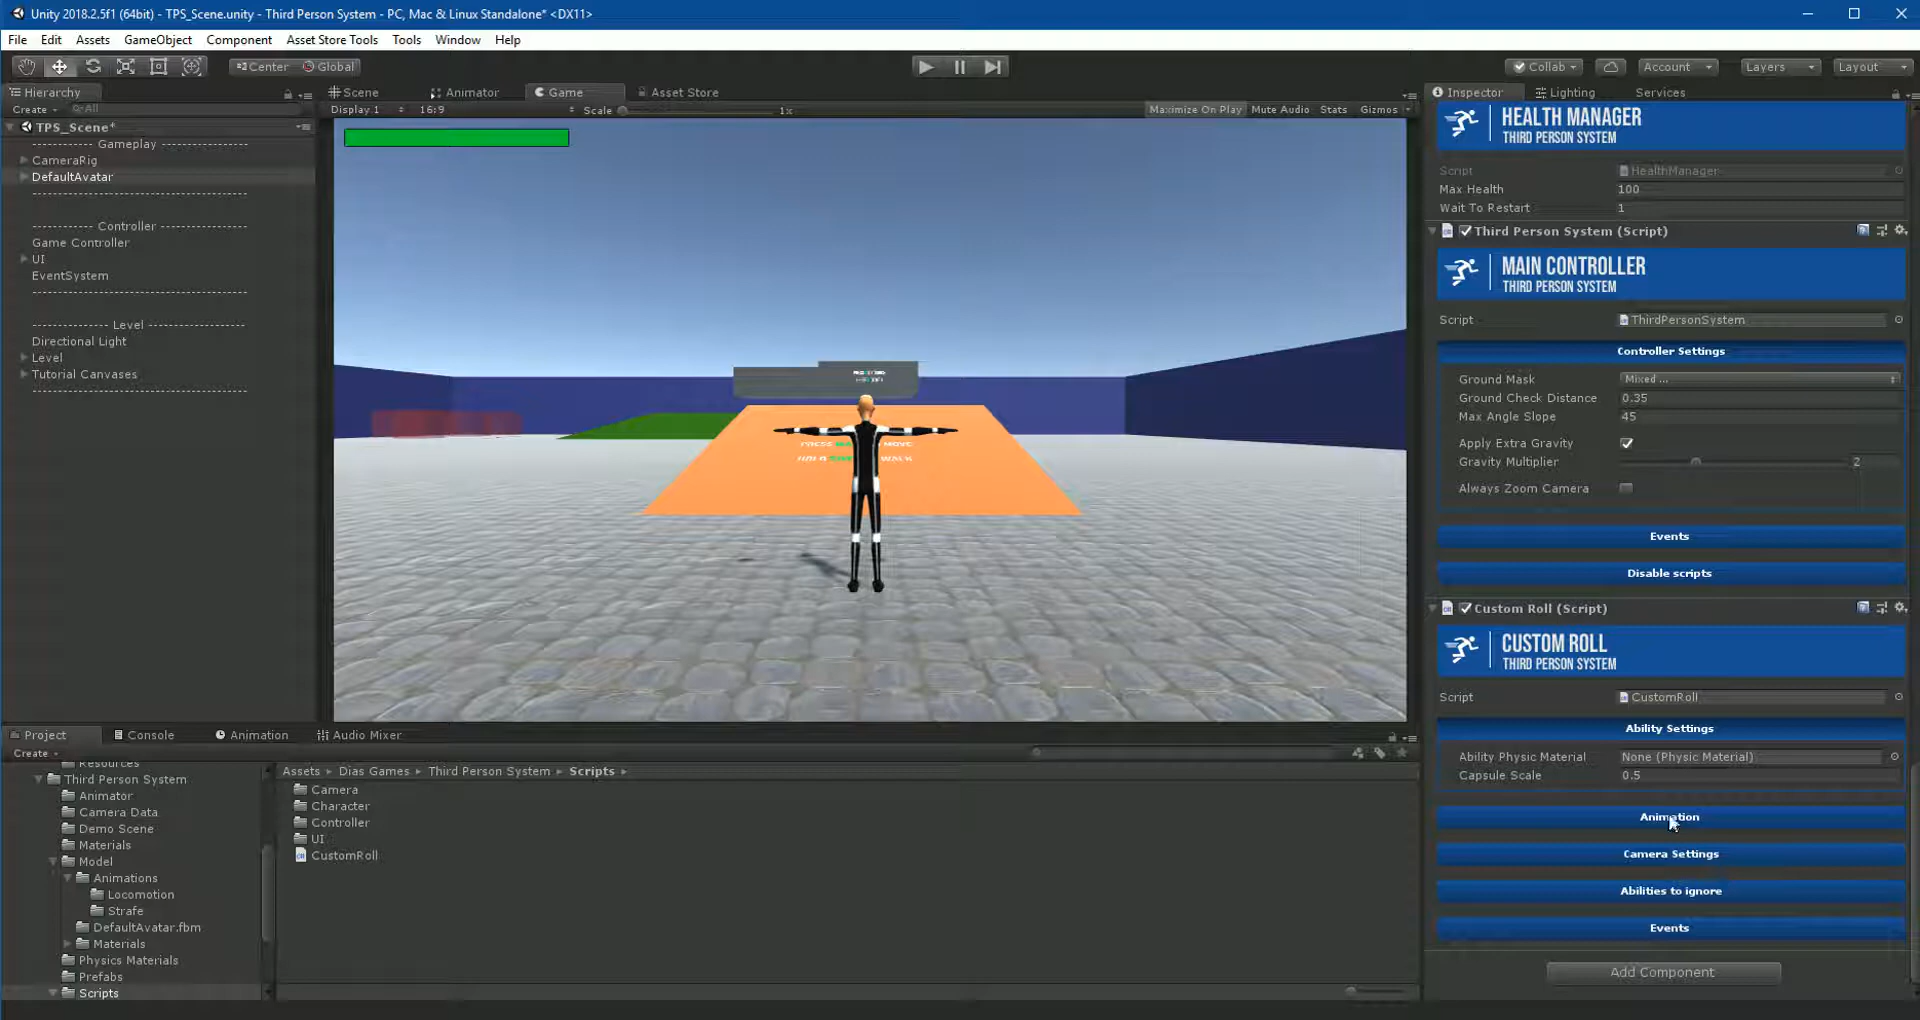 Unity 2018.2.5f1 (64bit) - TPS_Scene.unity - Third Person System - PC, Mac & Linux Standalone* <DX11>
File Edit Assets GameObject Component Asset Store Tools Tools Window Help
Center Global Collab Account Layers Layout
Hierarchy
Create All
TPS_Scene*
------------ Gameplay -----------------
CameraRig
DefaultAvatar
------------ Controller ----------------
Game Controller
UI
EventSystem
-------------- Level -------------------
Directional Light
Level
Tutorial Canvases
Scene Animator Game Asset Store
Display 1 16:9 Scale 1x Maximize On Play Mute Audio Stats Gizmos
MOVE
WALK
Project Console Animation Audio Mixer
Create
Resources
Third Person System
Animator
Camera Data
Demo Scene
Materials
Model
Animations
Locomotion
Strafe
DefaultAvatar.fbm
Materials
Physics Materials
Prefabs
Scripts
Assets Dias Games Third Person System Scripts
Camera
Character
Controller
UI
CustomRoll
Inspector Lighting Services
HEALTH MANAGER
THIRD PERSON SYSTEM
Script HealthManager
Max Health 100
Wait To Restart 1
Third Person System (Script)
MAIN CONTROLLER
THIRD PERSON SYSTEM
Script ThirdPersonSystem
Controller Settings
Ground Mask Mixed ...
Ground Check Distance 0.35
Max Angle Slope 45
Apply Extra Gravity
Gravity Multiplier 2
Always Zoom Camera
Events
Disable scripts
Custom Roll (Script)
CUSTOM ROLL
THIRD PERSON SYSTEM
Script CustomRoll
Ability Settings
Ability Physic Material None (Physic Material)
Capsule Scale 0.5
Animation
Camera Settings
Abilities to ignore
Events
Add Component